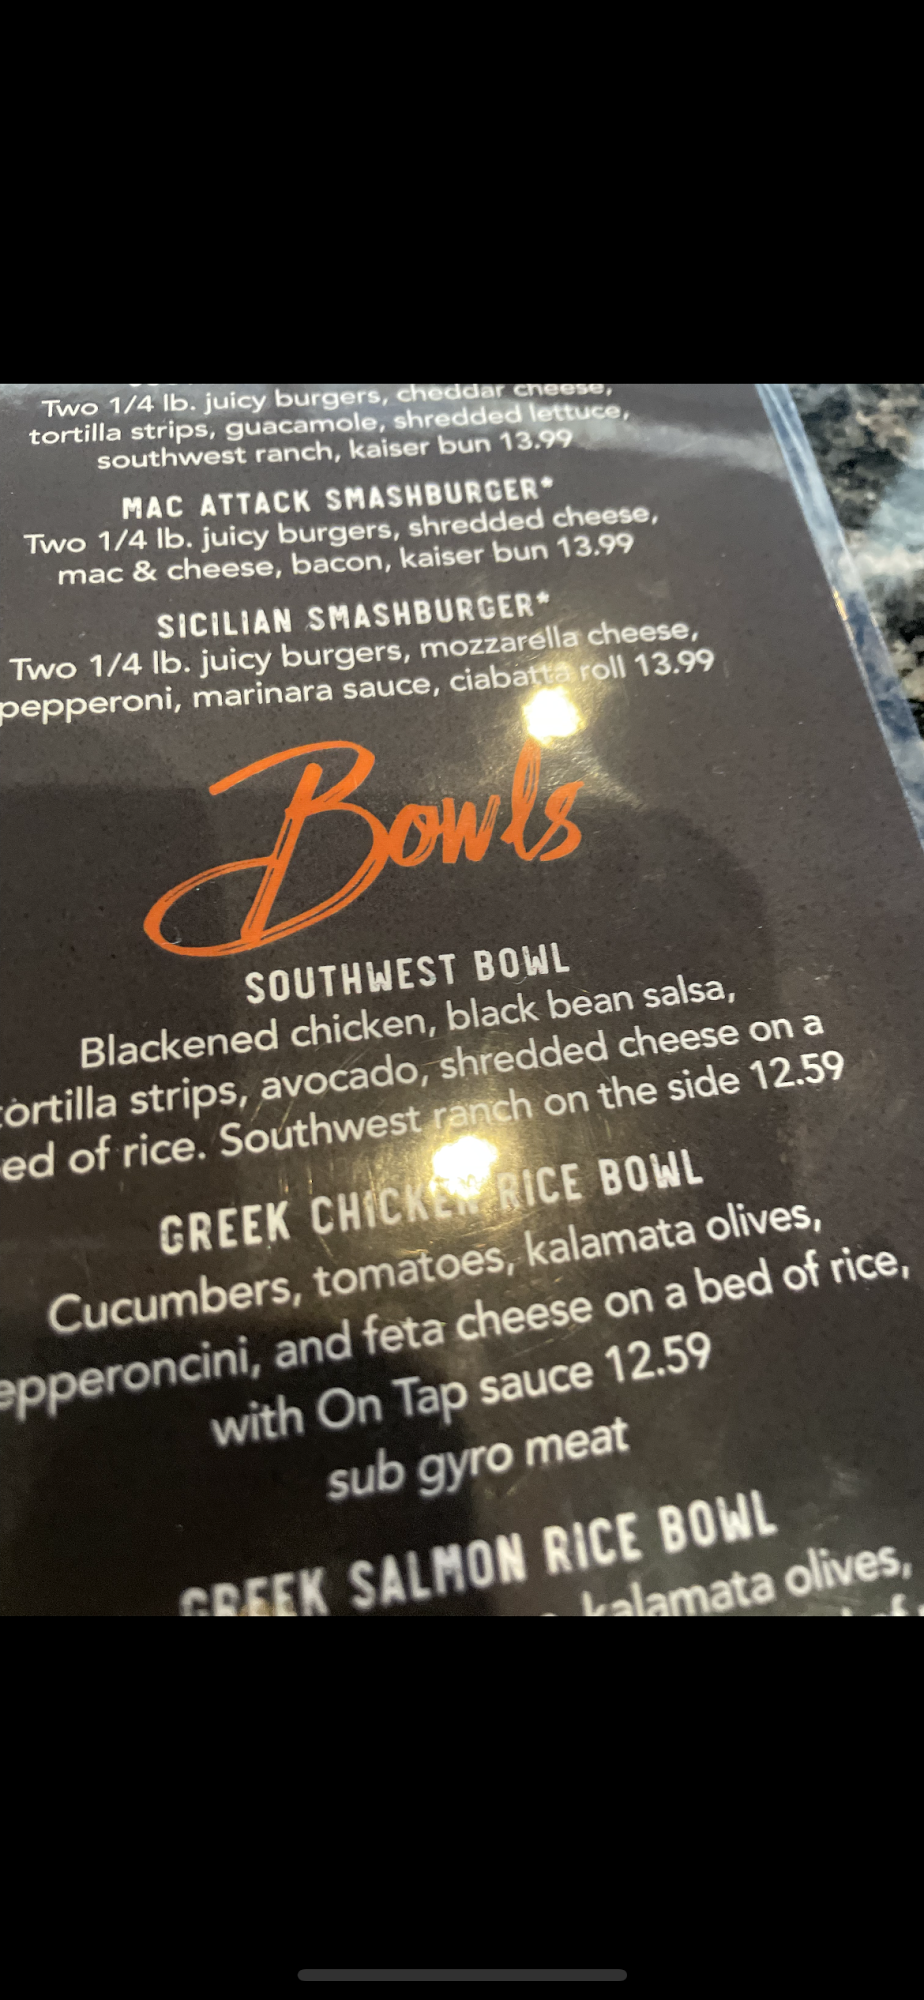 Two 1/4 lb. juicy burgers, cheddar cheese,
tortilla strips, guacamole, shredded lettuce,
southwest ranch, kaiser bun 13.99
MAC ATTACK SMASHBURGER*
Two 1/4 lb. juicy burgers, shredded cheese,
mac & cheese, bacon, kaiser bun 13.99
SICILIAN SMASHBURGER*
Two 1/4 lb. juicy burgers, mozzarella cheese,
pepperoni, marinara sauce, ciabatta roll 13.99
Bowls
SOUTHWEST BOWL
Blackened chicken, black bean salsa,
tortilla strips, avocado, shredded cheese on a
ed of rice. Southwest ranch on the side 12.59
GREEK CHICKEN RICE BOWL
Cucumbers, tomatoes, kalamata olives,
epperoncini, and feta cheese on a bed of rice,
with On Tap sauce 12.59
sub gyro meat
GREEK SALMON RICE BOWL
kalamata olives,